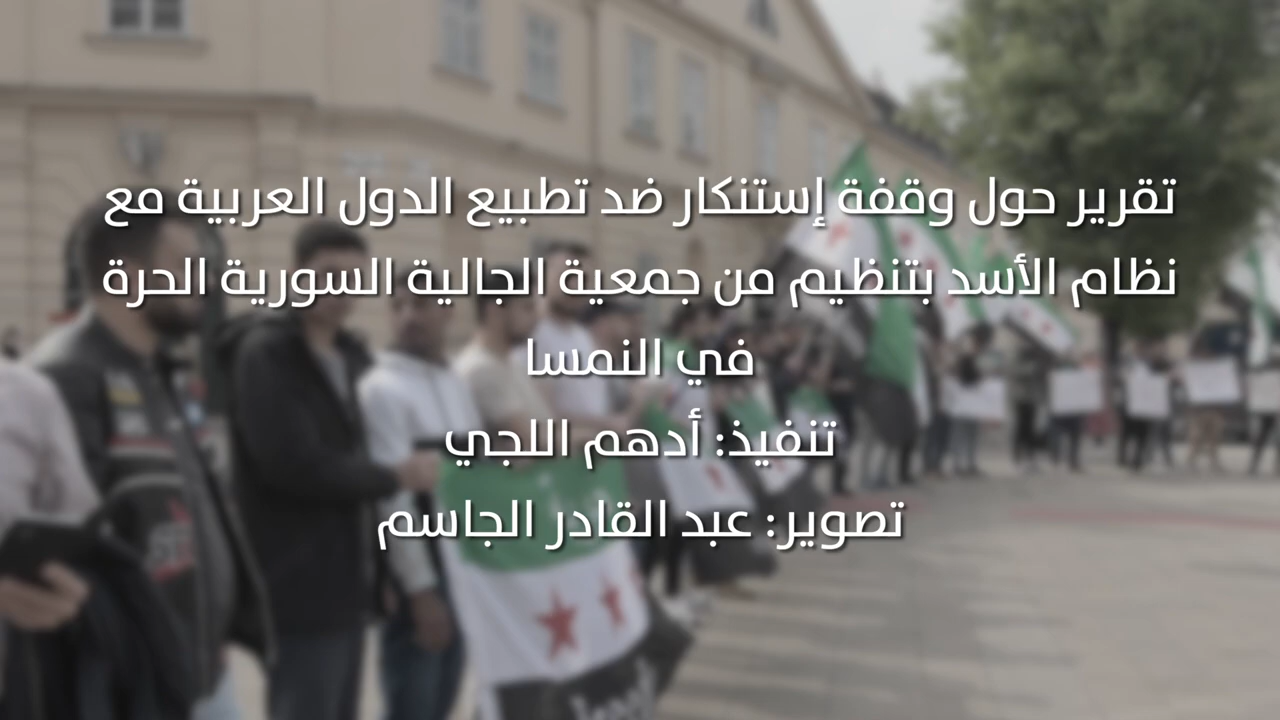 تقرير حول وقفة إستنكار ضد تطبيع الدول العربية مع
نظام الأسد بتنظيم من جمعية الجالية السورية الحرة
في النمسا
تنفيذ: أدهم اللجي
تصوير: عبد القادر الجاسم